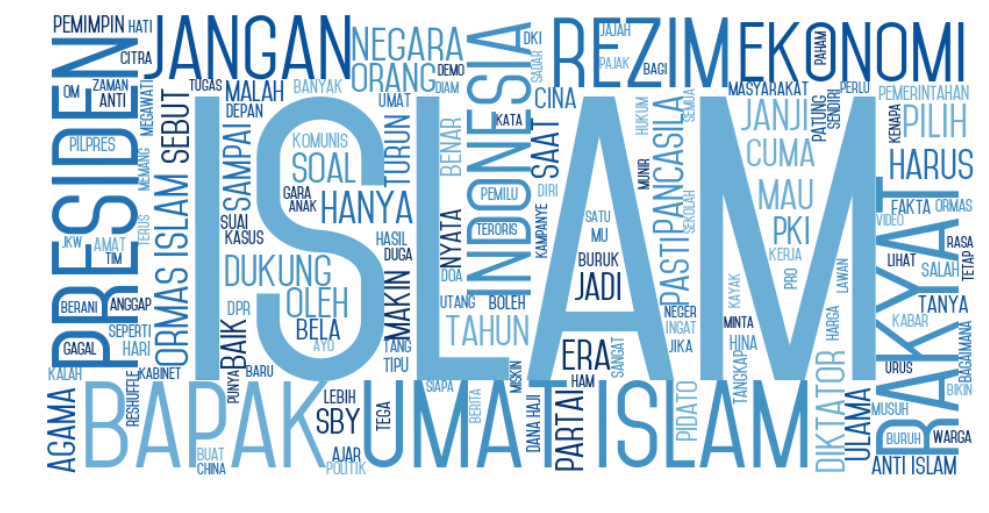 PEMIMPIN
HATI
JANGAN
CITRA
NEGARA
ORANG
DEMO
DIAM
DKI
SADAR
JAJAH
PAJAK
BAGI
REZIM
EKONOMI
PAHAM
PRESIDEN
OM
ZAMAN
ANTI
MEGAWATI
SEBUT
TUGAS
MALAH
DEPAN
BANYAK
UMAT
INDONESIA
KATA
CINA
SAAT
HUKUM
SEMUA
MASYARAKAT
PERLU
PATUNG
SENDIRI
PEMERINTAHAN
KENAPA
PILIH
HARUS
PILPRES
MEMANG
TERUS
SAMPAI
KOMUNIS
SOAL
TURUN
BENAR
ISLAM
JANJI
CUMA
MAU
PKI
KERJA
PRO
MUNIR
PANCASILA
SEKOLAH
PASTI
GARA
ANAK
HANYA
PEMILU
DIRI
TERORIS
KAMPANYE
SATU
MU
BURUK
JADI
JKW
AMAT
TIM
ORMAS ISLAM
SUAI
KASUS
HASIL
DUGA
NYATA
DOA
FAKTA
ORMAS
VIDEO
RASA
TETAP
LIHAT
SALAH
LAWAN
RAKYAT
TANYA
KABAR
BAGAIMANA
BERANI
ANGGAP
DUKUNG
OLEH
DPR
BELA
AYO
MAKIN
UTANG
BOLEH
TAHUN
NEGER
INGAT
JIKA
KAYAK
MINTA
HINA
HARGA
SEPERTI
HARI
GAGAL
BAIK
TANG
TIPU
ERA
SANGAT
TANGKAP
URUS
BIKIN
KALAH
KABINET
RESHUFFLE
PUNYA
BARU
SIAPA
MISKIN
HAM
AGAMA
BAPAK
LEBIH
SBY
TEGA
UMAT ISLAM
BERITA
DANA HAJI
PARTAI
PIDATO
DIKTATOR
ULAMA
MUSUH
BURUH
WARGA
BUAT
CHINA
AJAR
POLITIK
ANTI ISLAM